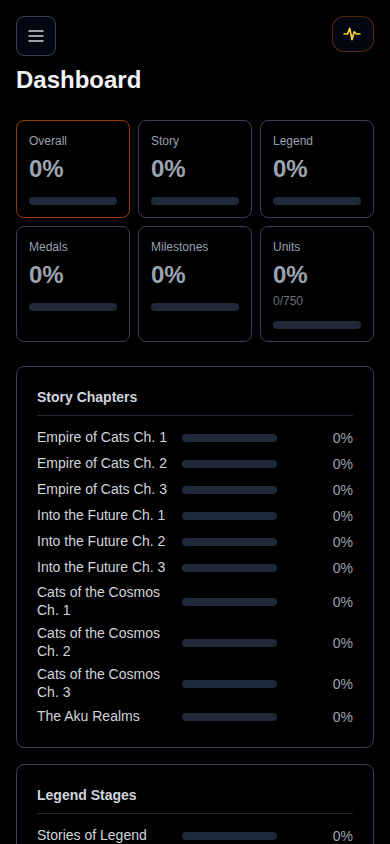 Dashboard
Overall
0%
Story
0%
Legend
0%
Medals
0%
Milestones
0%
Units
0%
0/750
Story Chapters
Empire of Cats Ch. 1 0%
Empire of Cats Ch. 2 0%
Empire of Cats Ch. 3 0%
Into the Future Ch. 1 0%
Into the Future Ch. 2 0%
Into the Future Ch. 3 0%
Cats of the Cosmos
Ch. 1 0%
Cats of the Cosmos
Ch. 2 0%
Cats of the Cosmos
Ch. 3 0%
The Aku Realms 0%
Legend Stages
Stories of Legend 0%